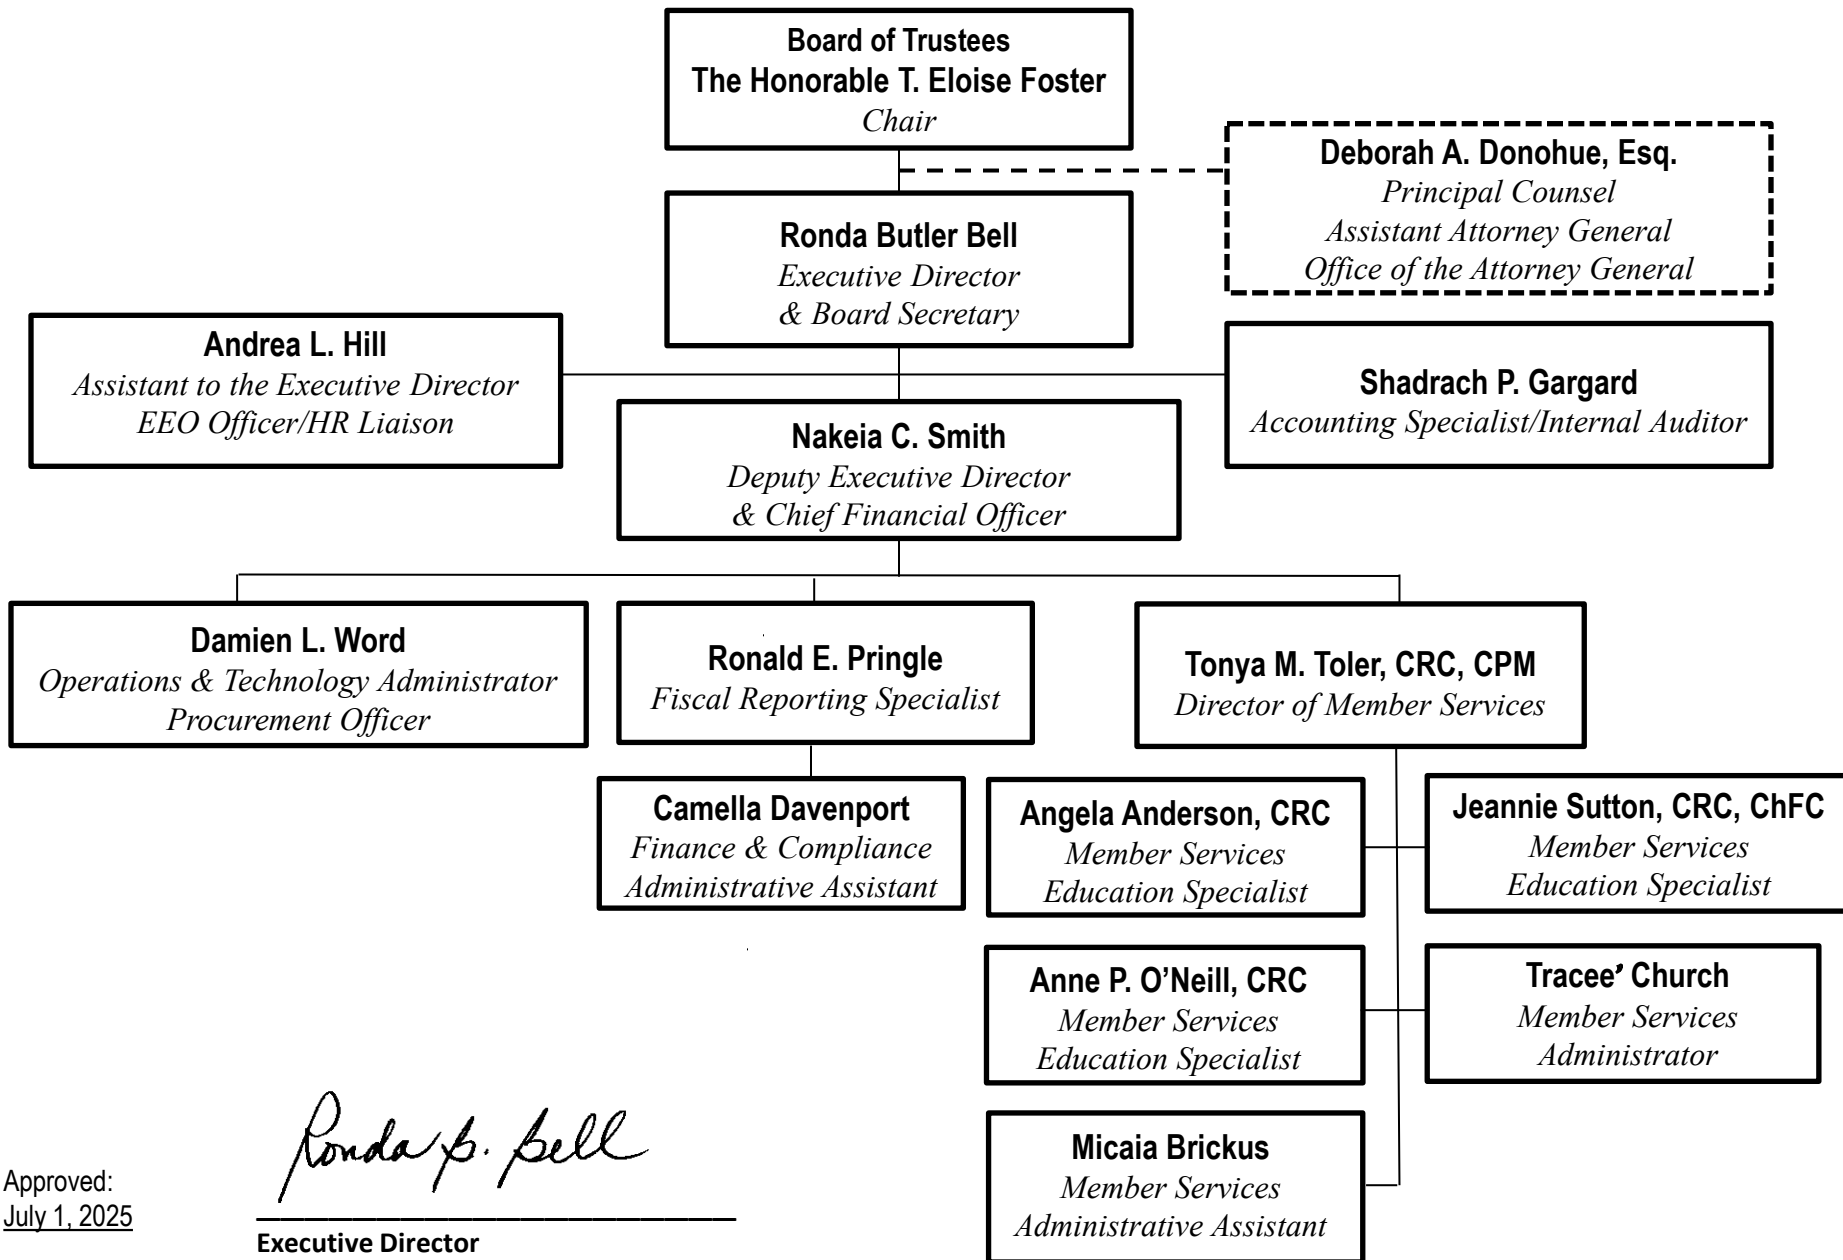 Board of Trustees
The Honorable T. Eloise Foster
Chair
Deborah A. Donohue, Esq.
Principal Counsel
Assistant Attorney General
Office of the Attorney General
Ronda Butler Bell
Executive Director
& Board Secretary
Andrea L. Hill
Assistant to the Executive Director
EEO Officer/HR Liaison
Shadrach P. Gargard
Accounting Specialist/Internal Auditor
Nakeia C. Smith
Deputy Executive Director
& Chief Financial Officer
Damien L. Word
Operations & Technology Administrator
Procurement Officer
Ronald E. Pringle
Fiscal Reporting Specialist
Tonya M. Toler, CRC, CPM
Director of Member Services
Camella Davenport
Finance & Compliance
Administrative Assistant
Angela Anderson, CRC
Member Services
Education Specialist
Jeannie Sutton, CRC, ChFC
Member Services
Education Specialist
Anne P. O’Neill, CRC
Member Services
Education Specialist
Tracee’ Church
Member Services
Administrator
Micaia Brickus
Member Services
Administrative Assistant
Ronda B. Bell
Approved:
July 1, 2025
Executive Director